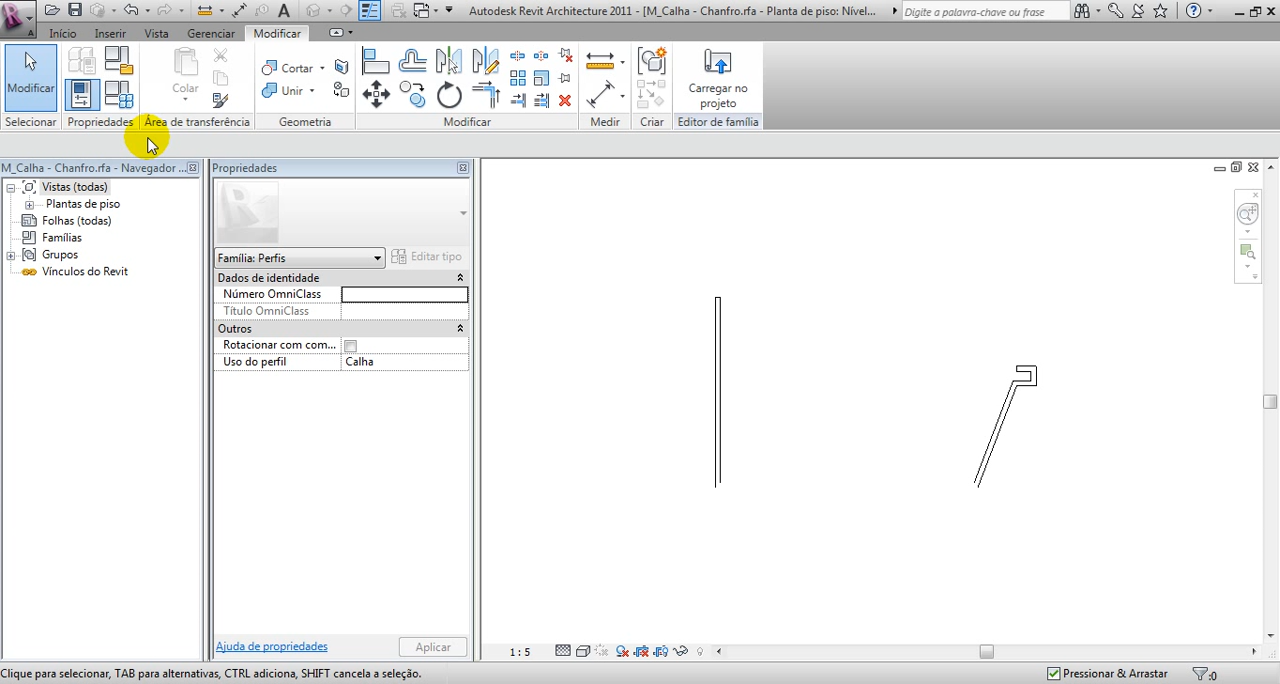 Autodesk Revit Architecture 2011 - [M_Calha - Chanfro.rfa - Planta de piso: Nível...
Digite a palavra-chave ou frase
Início
Inserir
Vista
Gerenciar
Modificar
Modificar
Colar
Cortar
Unir
Carregar no
projeto
Selecionar
Propriedades
Área de transferência
Geometria
Modificar
Medir
Criar
Editor de família
M_Calha - Chanfro.rfa - Navegador ...
Vistas (todas)
Plantas de piso
Folhas (todas)
Famílias
Grupos
Vínculos do Revit
Propriedades
Família: Perfis
Editar tipo
Dados de identidade
Número OmniClass
Título OmniClass
Outros
Rotacionar com com...
Uso do perfil
Calha
Ajuda de propriedades
Aplicar
1 : 5
Clique para selecionar, TAB para alternativas, CTRL adiciona, SHIFT cancela a seleção.
Pressionar & Arrastar
:0